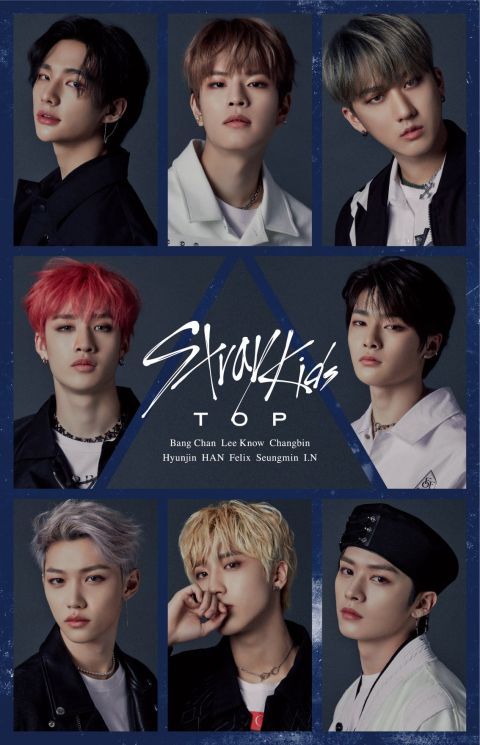 Stray Kids
TOP
Bang Chan Lee Know Changbin
Hyunjin HAN Felix Seungmin I.N